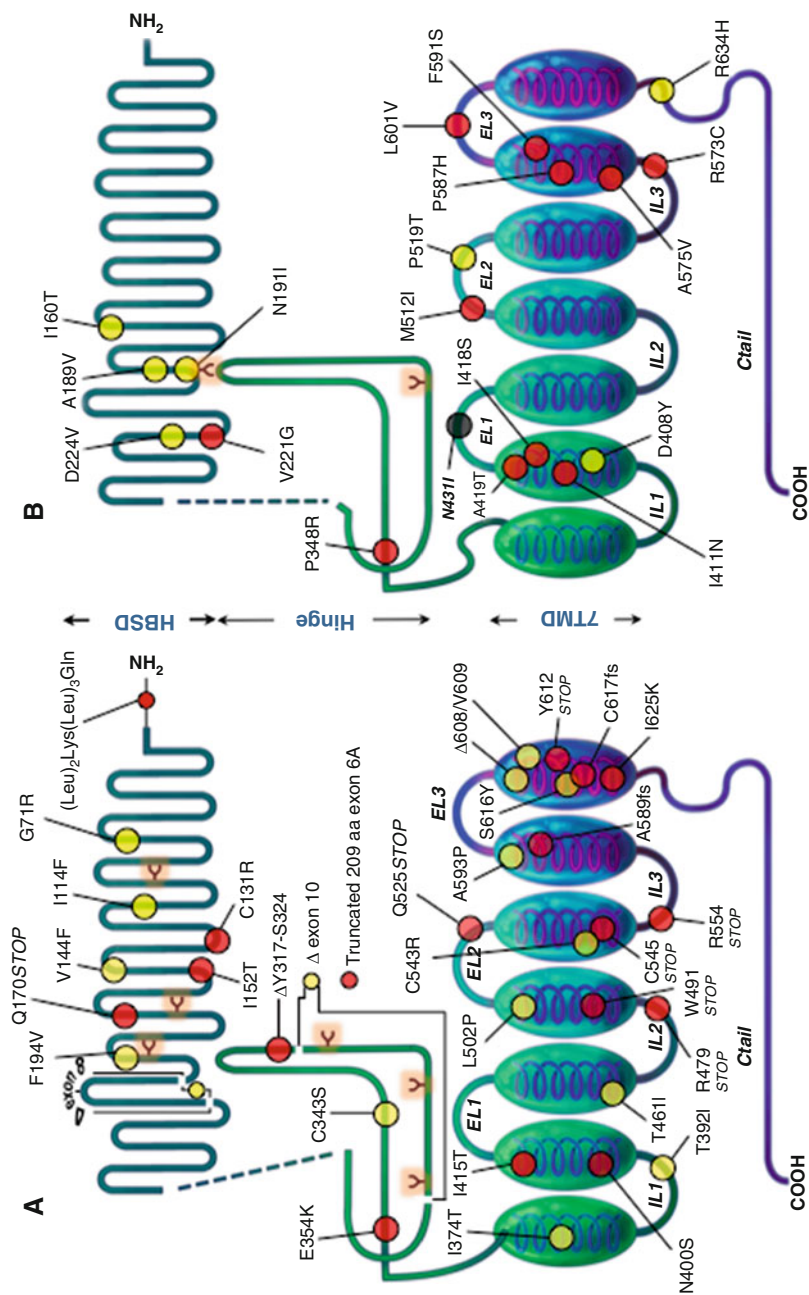 A
(Leu)₂Lys(Leu)₃Gln
NH₂
G71R
I114F
V144F
Q170STOP
F194V
Δ exon 8
C131R
I152T
ΔY317-S324
Δ exon 10
Truncated 209 aa exon 6A
C343S
E354K
I374T
N400S
IL1
T392I
I415T
EL1
T461I
L502P
R479
STOP
IL2
W491
STOP
EL2
Q525STOP
C543R
C545
STOP
R554
STOP
IL3
A593P
A589fs
EL3
Δ608/V609
Y612
STOP
S616Y
C617fs
I625K
Ctail
COOH
HBSD
Hinge
7TMD
B
NH₂
I160T
A189V
N191I
D224V
V221G
P348R
N431I
EL1
A419T
I418S
D408Y
I411N
IL1
M512I
P519T
EL2
IL2
L601V
EL3
F591S
P587H
A575V
R573C
IL3
R634H
Ctail
COOH